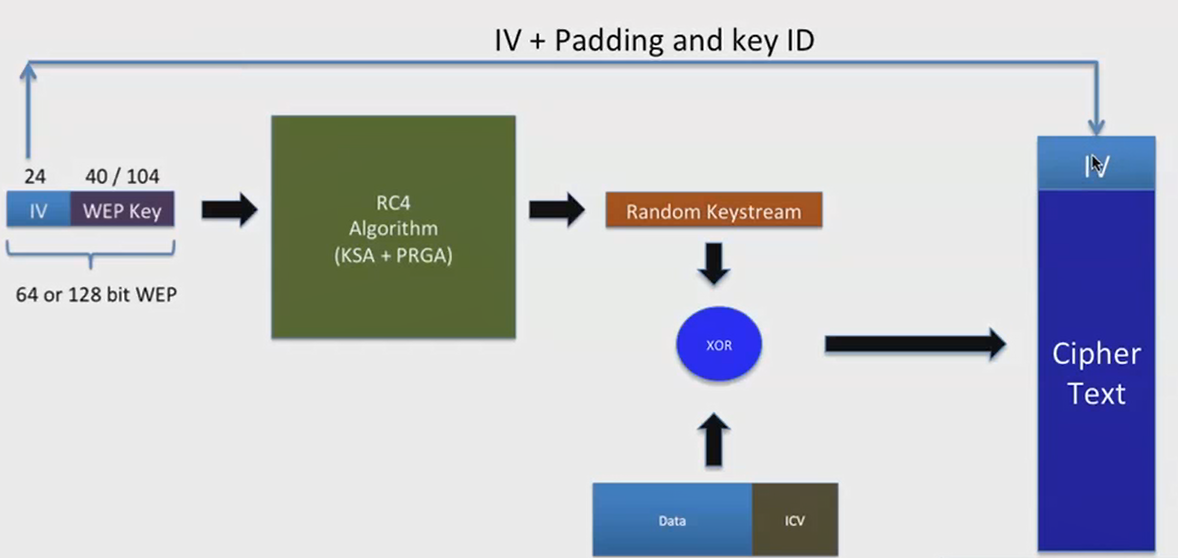 IV + Padding and key ID
24
40 / 104
IV
WEP Key
64 or 128 bit WEP
RC4
Algorithm
(KSA + PRGA)
Random Keystream
XOR
Data
ICV
IV
Cipher
Text